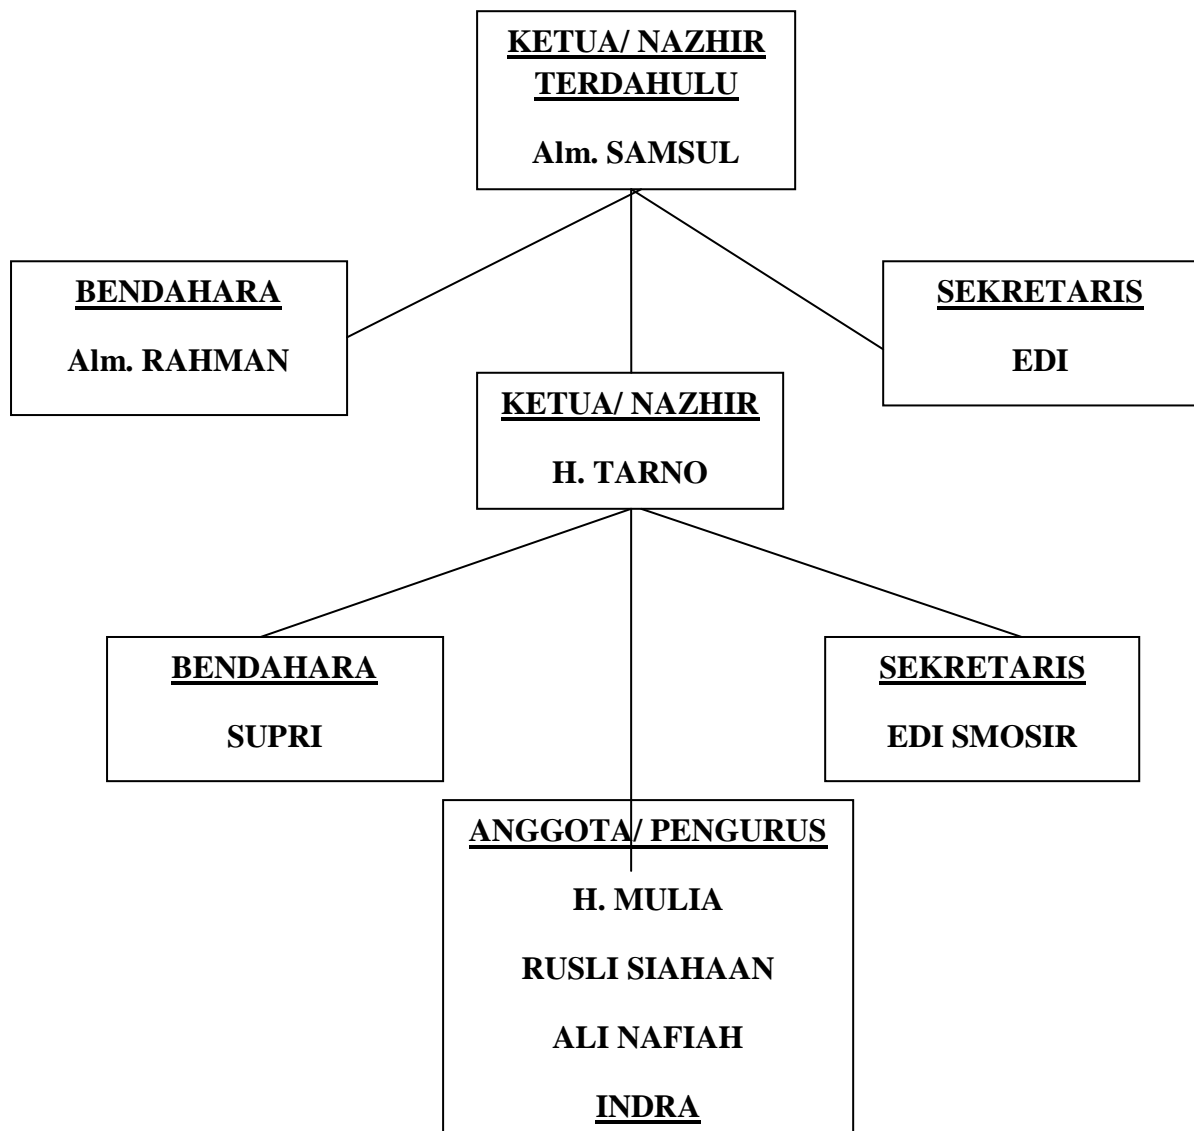 KETUA/ NAZHIR
TERDAHULU
Alm. SAMSUL
BENDAHARA
Alm. RAHMAN
SEKRETARIS
EDI
KETUA/ NAZHIR
H. TARNO
BENDAHARA
SUPRI
SEKRETARIS
EDI SMOSIR
ANGGOTA/ PENGURUS
H. MULIA
RUSLI SIAHAAN
ALI NAFIAH
INDRA